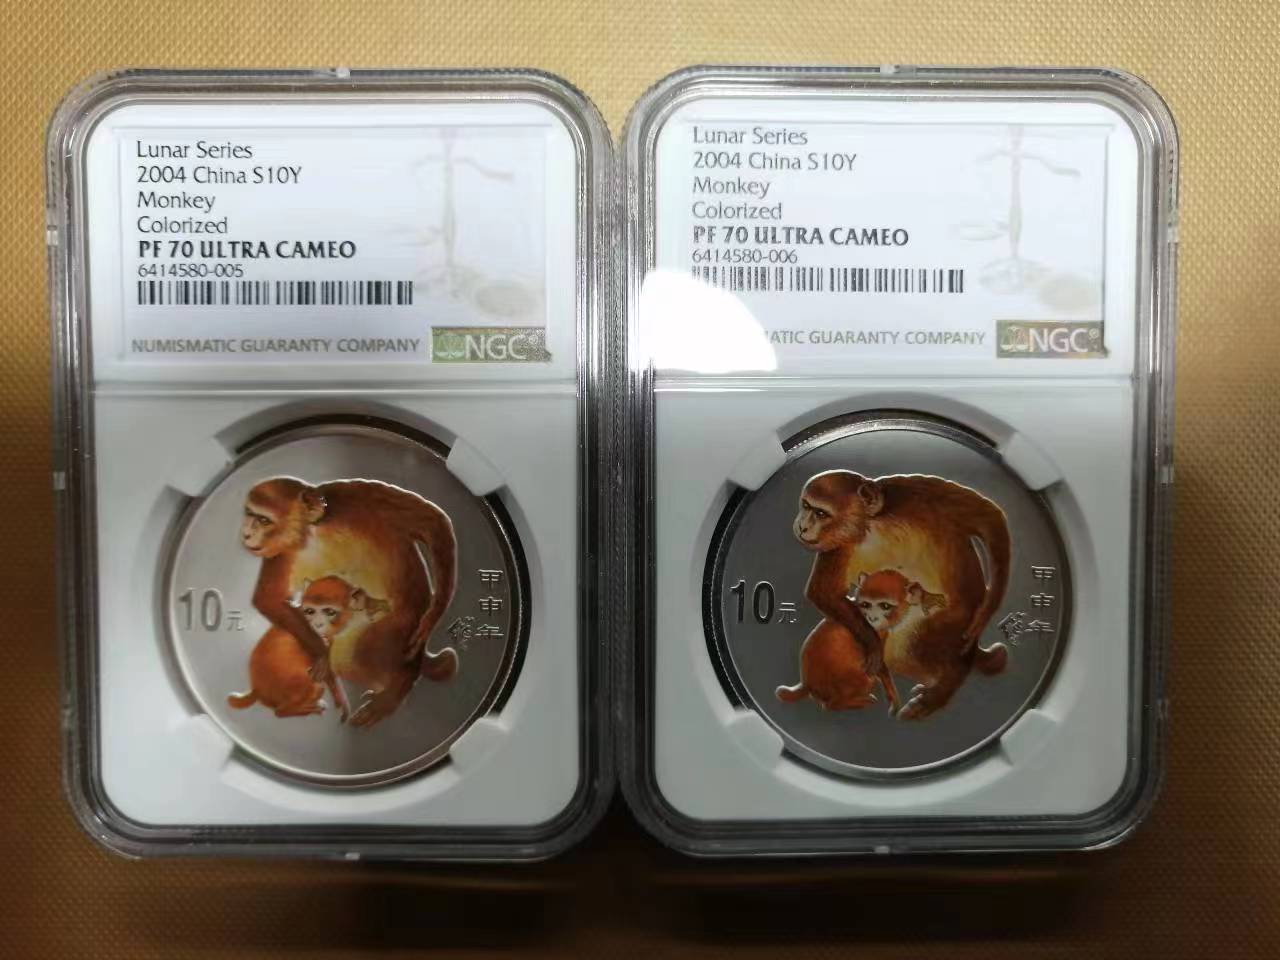 Lunar Series
2004 China S10Y
Monkey
Colorized
PF 70 ULTRA CAMEO
6414580-005
NUMISMATIC GUARANTY COMPANY
NGC®
10元
甲申年
Lunar Series
2004 China S10Y
Monkey
Colorized
PF 70 ULTRA CAMEO
6414580-006
GUARANTY COMPANY
NGC®
10元
甲申年